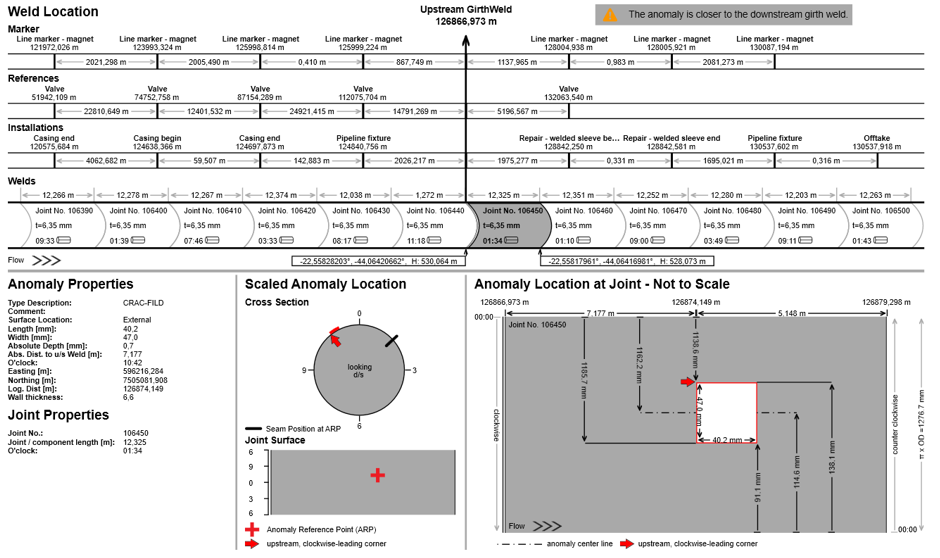 Weld Location
Upstream GirthWeld
126866,973 m
The anomaly is closer to the downstream girth weld.
Marker
Line marker - magnet Line marker - magnet Line marker - magnet Line marker - magnet Line marker - magnet Line marker - magnet Line marker - magnet
121972,026 m 123993,324 m 125998,814 m 125999,224 m 128004,938 m 128005,921 m 130087,194 m
2021,298 m 2005,490 m 0,410 m 867,749 m 1137,965 m 0,983 m 2081,273 m
References
Valve Valve Valve Valve Valve
51942,109 m 74752,758 m 87154,289 m 112075,704 m 132063,540 m
22810,649 m 12401,532 m 24921,415 m 14791,269 m 5196,567 m
Installations
Casing end Casing begin Casing end Pipeline fixture Repair - welded sleeve be... Repair - welded sleeve end Pipeline fixture Offtake
120575,684 m 124638,366 m 124697,873 m 124840,756 m 128842,250 m 128842,581 m 130537,602 m 130537,918 m
4062,682 m 59,507 m 142,883 m 2026,217 m 1975,277 m 0,331 m 1695,021 m 0,316 m
Welds
12,266 m 12,278 m 12,267 m 12,374 m 12,038 m 1,272 m 12,325 m 12,351 m 12,252 m 12,280 m 12,203 m 12,263 m
Joint No. 106390 Joint No. 106400 Joint No. 106410 Joint No. 106420 Joint No. 106430 Joint No. 106440 Joint No. 106450 Joint No. 106460 Joint No. 106470 Joint No. 106480 Joint No. 106490 Joint No. 106500
t=6,35 mm t=6,35 mm t=6,35 mm t=6,35 mm t=6,35 mm t=6,35 mm t=6,35 mm t=6,35 mm t=6,35 mm t=6,35 mm t=6,35 mm t=6,35 mm
09:33 01:39 07:46 03:33 08:17 11:18 01:34 01:10 09:00 03:49 09:11 01:43
Flow -22,55828203°, -44,06420662°, H: 530,064 m -22,55817961°, -44,06416981°, H: 528,073 m
Anomaly Properties
Type Description: CRAC-FILD
Comment:
Surface Location: External
Length [mm]: 40,2
Width [mm]: 47,0
Absolute Depth [mm]: 0,7
Abs. Dist. to u/s Weld [m]: 7,177
O'clock: 10:42
Easting [m]: 596216,284
Northing [m]: 7505081,908
Log. Dist [m]: 126874,149
Wall thickness: 6,6
Joint Properties
Joint No.: 106450
Joint / component length [m]: 12,325
O'clock: 01:34
Scaled Anomaly Location
Cross Section
0
looking
d/s
9
3
6
Seam Position at ARP
Joint Surface
6
9
0
3
6
Anomaly Reference Point (ARP)
upstream, clockwise-leading corner
Anomaly Location at Joint - Not to Scale
126866,973 m 126874,149 m 126879,298 m
7.177 m 5.148 m
00:00
Joint No. 106450
1185.7 mm
1162.2 mm
1138.6 mm
47.0 mm
40.2 mm
91.1 mm
114.6 mm
138.1 mm
clockwise
counter clockwise
π x OD =1276.7 mm
Flow
00:00
anomaly center line upstream, clockwise-leading corner